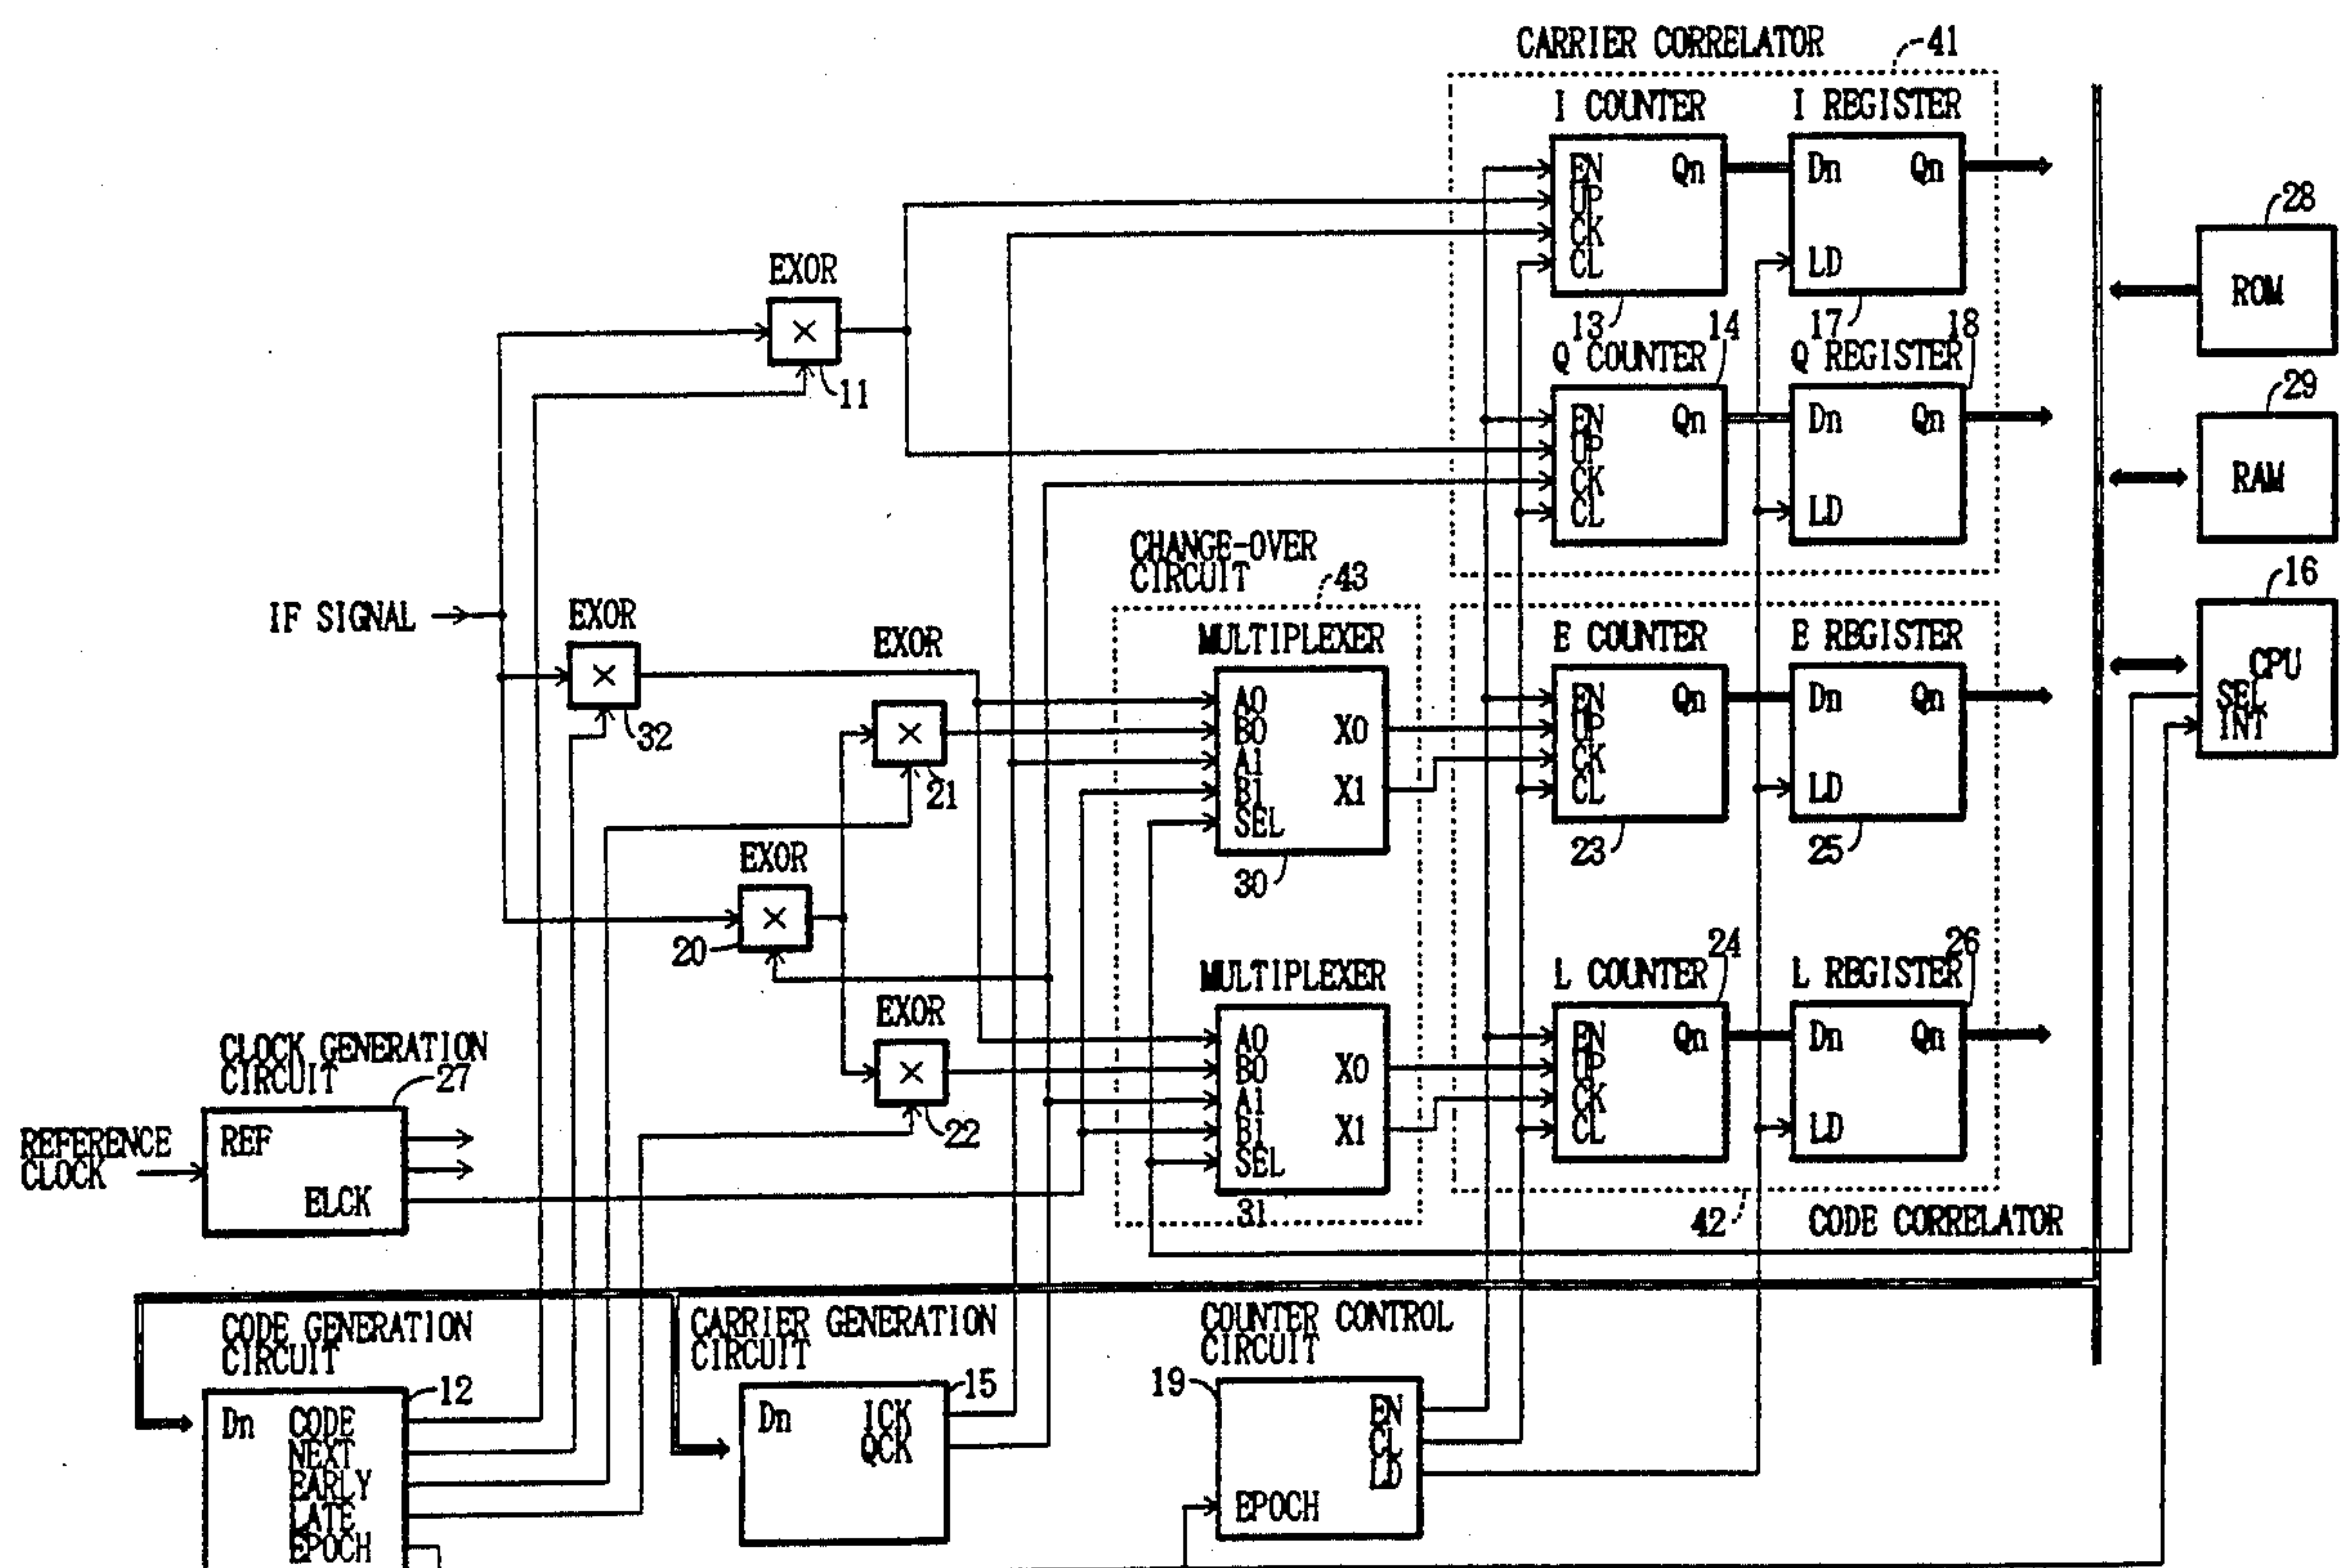 CARRIER CORRELATOR
41
I COUNTER
I REGISTER
EN
UP
CK
CL
Qn
Dn
Qn
LD
13
17
28
ROM
EXOR
×
11
Q COUNTER
14
Q REGISTER
18
EN
UP
CK
CL
Qn
Dn
Qn
LD
29
RAM
CHANGE-OVER
CIRCUIT
43
16
CPU
SEL
INT
IF SIGNAL
EXOR
×
32
EXOR
×
21
MULTIPLEXER
A0
B0
A1
B1
SEL
X0
X1
30
E COUNTER
E REGISTER
EN
UP
CK
CL
Qn
Dn
Qn
LD
23
25
EXOR
×
20
EXOR
×
22
MULTIPLEXER
A0
B0
A1
B1
SEL
X0
X1
31
L COUNTER
24
L REGISTER
26
EN
UP
CK
CL
Qn
Dn
Qn
LD
42
CODE CORRELATOR
CLOCK GENERATION
CIRCUIT
27
REFERENCE
CLOCK
REF
ELCK
CODE GENERATION
CIRCUIT
12
Dn
CODE
NEXT
EARLY
LATE
EPOCH
CARRIER GENERATION
CIRCUIT
15
Dn
ICK
QCK
COUNTER CONTROL
CIRCUIT
19
EN
CL
LD
EPOCH